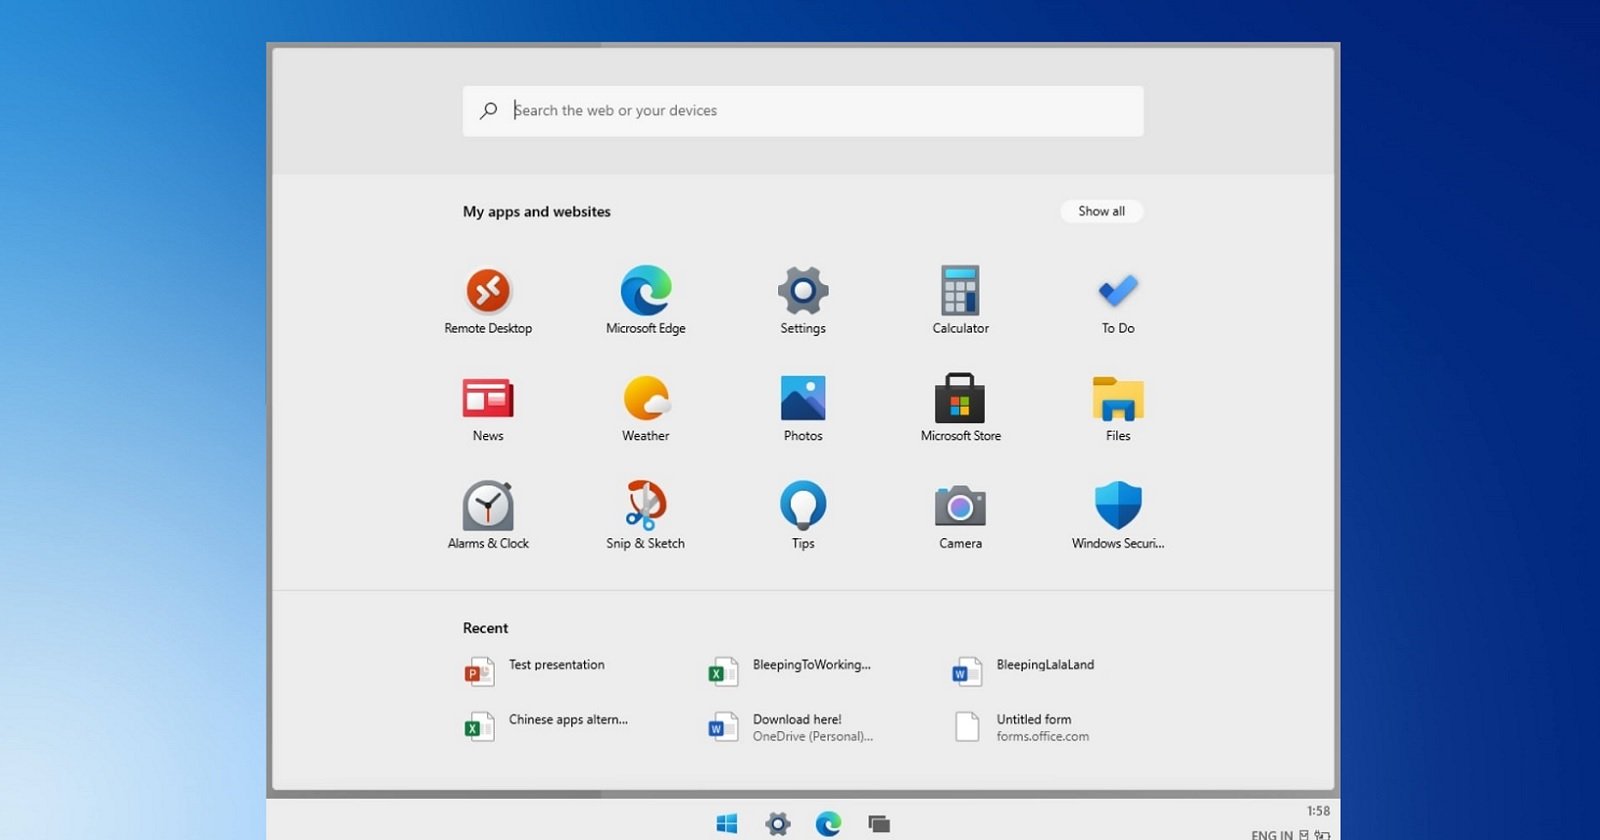 Search the web or your devices
My apps and websites
Show all
Remote Desktop
Microsoft Edge
Settings
Calculator
To Do
News
Weather
Photos
Microsoft Store
Files
Alarms & Clock
Snip & Sketch
Tips
Camera
Windows Securi...
Recent
Test presentation
BleepingToWorking...
BleepingLalaLand
Chinese apps altern...
Download here!
OneDrive (Personal)...
Untitled form
forms.office.com
1:58
ENG IN